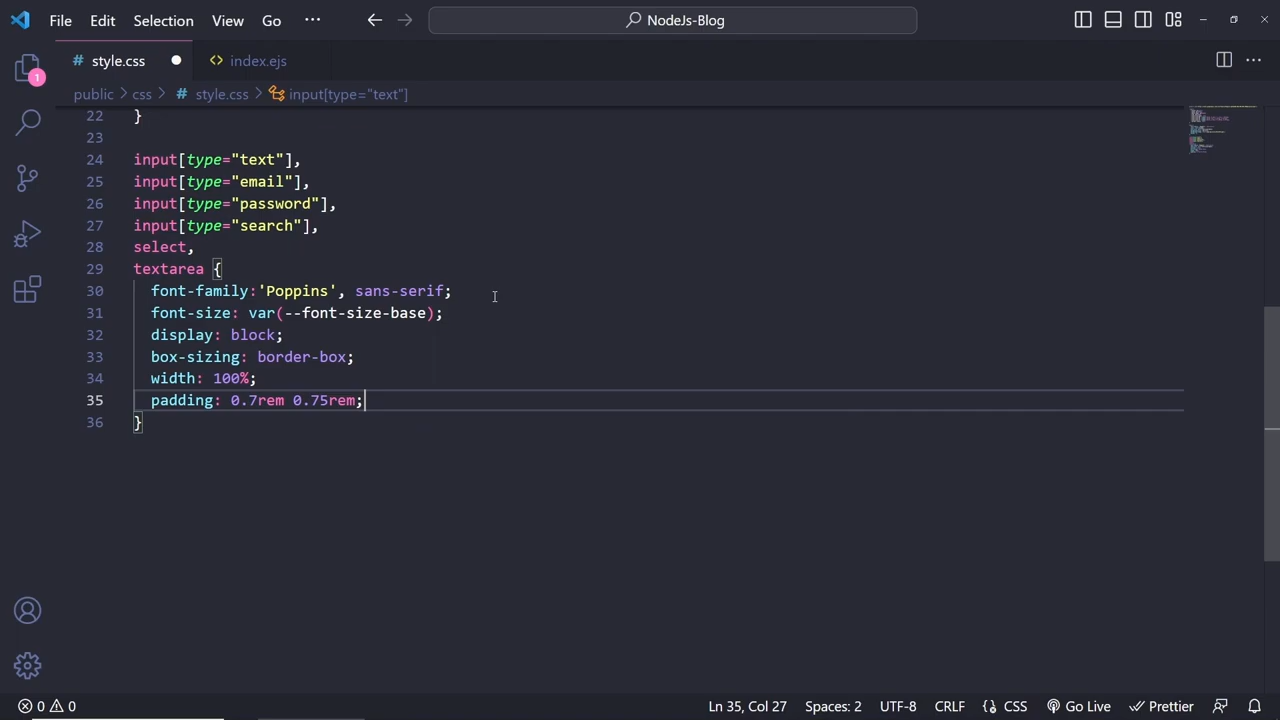 File Edit Selection View Go ··· NodeJs-Blog
# style.css index.ejs
public > css > # style.css > input[type="text"]
1
22 }
23
24 input[type="text"],
25 input[type="email"],
26 input[type="password"],
27 input[type="search"],
28 select,
29 textarea {
30 font-family:'Poppins', sans-serif;
31 font-size: var(--font-size-base);
32 display: block;
33 box-sizing: border-box;
34 width: 100%;
35 padding: 0.7rem 0.75rem;
36 }
0 0 Ln 35, Col 27 Spaces: 2 UTF-8 CRLF CSS Go Live Prettier